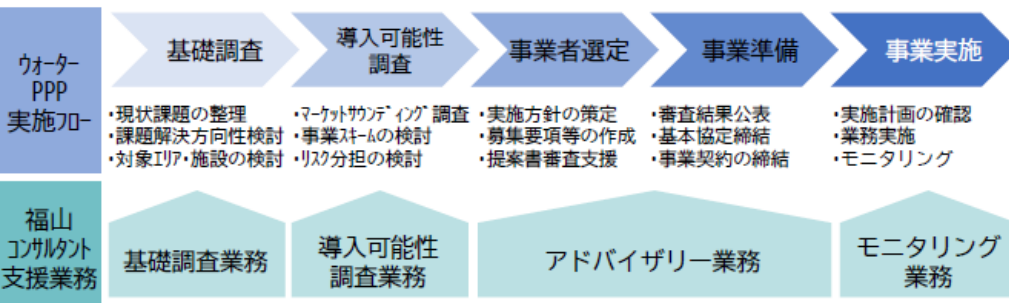 ｳｫｰﾀｰ
PPP
実施ﾌﾛｰ
基礎調査
導入可能性
調査
事業者選定
事業準備
事業実施
・現状課題の整理
・課題解決方向性検討
・対象ｴﾘｱ・施設の検討
・ﾏｰｹｯﾄｻｳﾝﾃﾞｨﾝｸﾞ調査
・事業ｽｷｰﾑの検討
・ﾘｽｸ分担の検討
・実施方針の策定
・募集要項等の作成
・提案書審査支援
・審査結果公表
・基本協定締結
・事業契約の締結
・実施計画の確認
・業務実施
・モニタリング
福山
ｺﾝｻﾙﾀﾝﾄ
支援業務
基礎調査業務
導入可能性
調査業務
アドバイザリー業務
モニタリング
業務